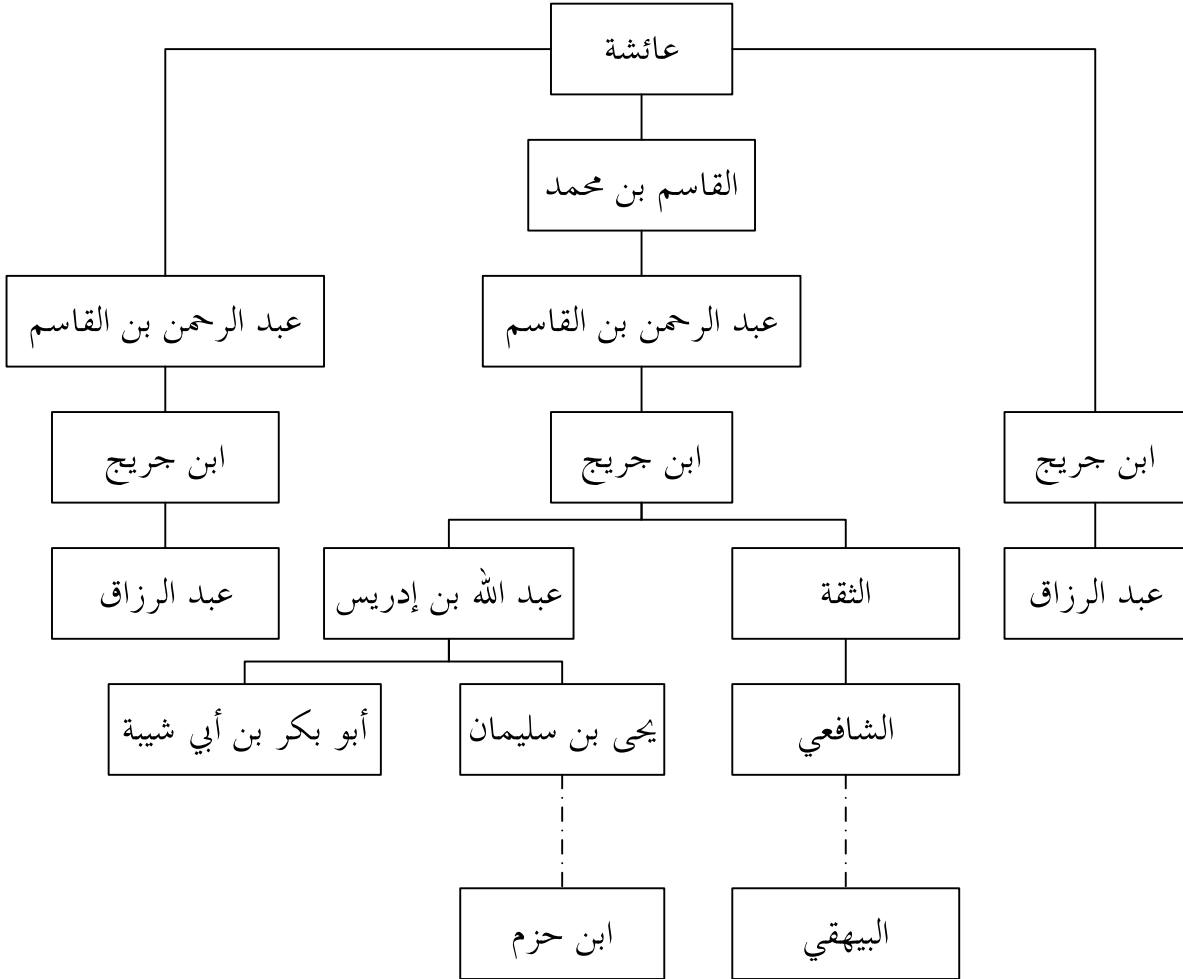 عائشة
القاسم بن محمد
عبد الرحمن بن القاسم
عبد الرحمن بن القاسم
ابن جريج
ابن جريج
ابن جريج
عبد الرزاق
الثقة
عبد الله بن إدريس
عبد الرزاق
الشافعي
يحيى بن سليمان
أبو بكر بن أبي شيبة
البيهقي
ابن حزم